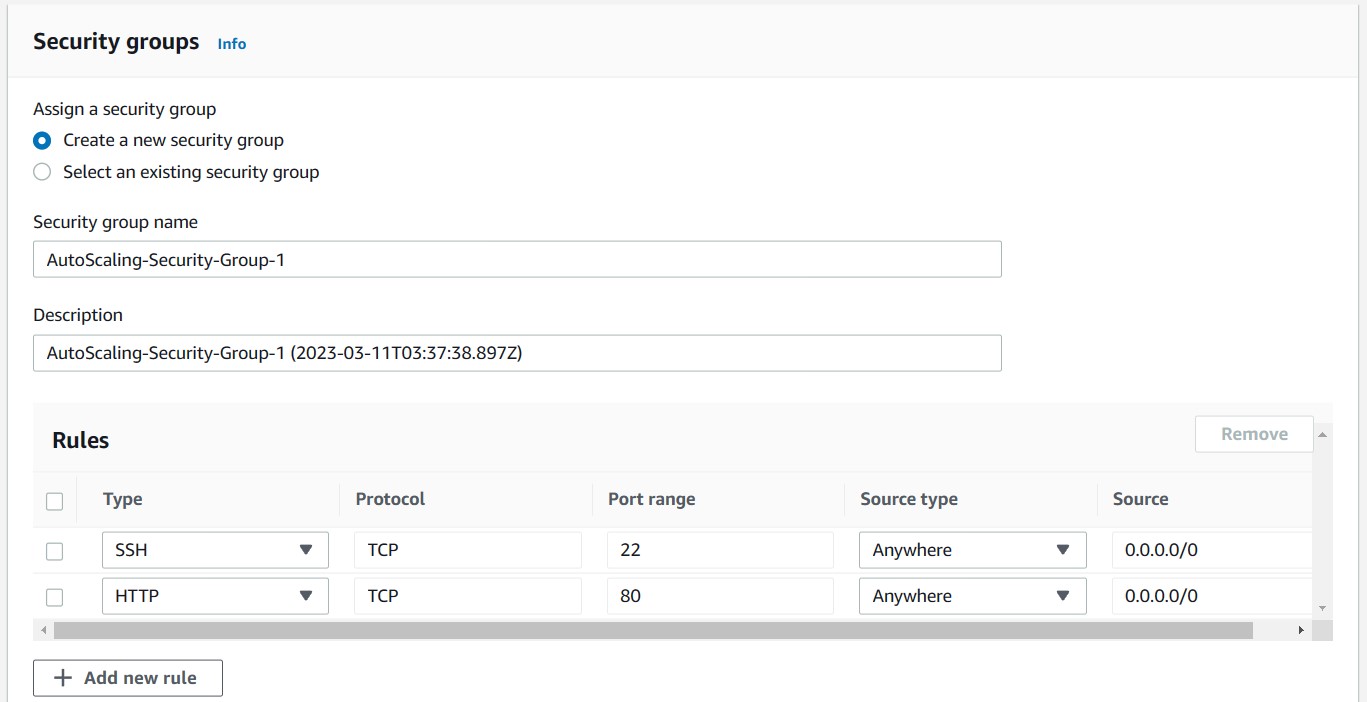 Security groups Info
Assign a security group
Create a new security group
Select an existing security group
Security group name
AutoScaling-Security-Group-1
Description
AutoScaling-Security-Group-1 (2023-03-11T03:37:38.897Z)
Rules
Remove
Type Protocol Port range Source type Source
SSH TCP 22 Anywhere 0.0.0.0/0
HTTP TCP 80 Anywhere 0.0.0.0/0
+ Add new rule